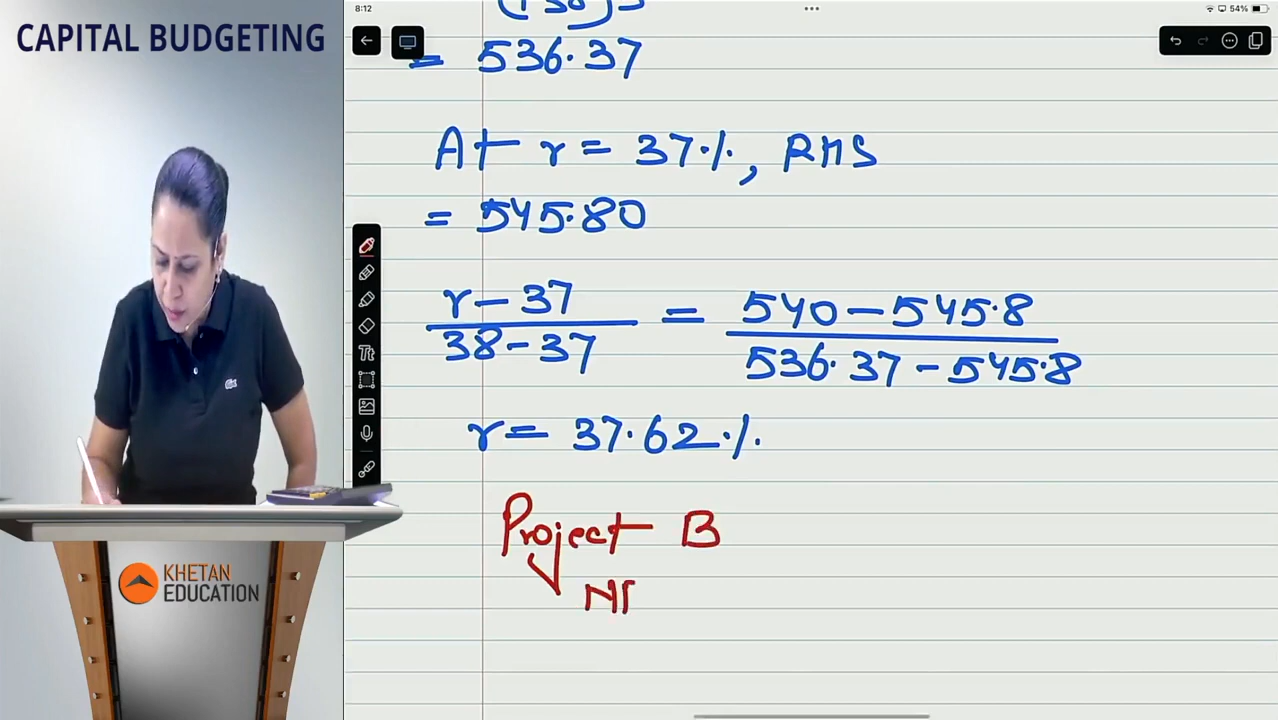 8:12
54%
CAPITAL BUDGETING
= 536.37
At r = 37%, RHS
= 545.80
r - 37 / 38 - 37 = 540 - 545.8 / 536.37 - 545.8
r = 37.62%
Project B
Tt
KHETAN
EDUCATION